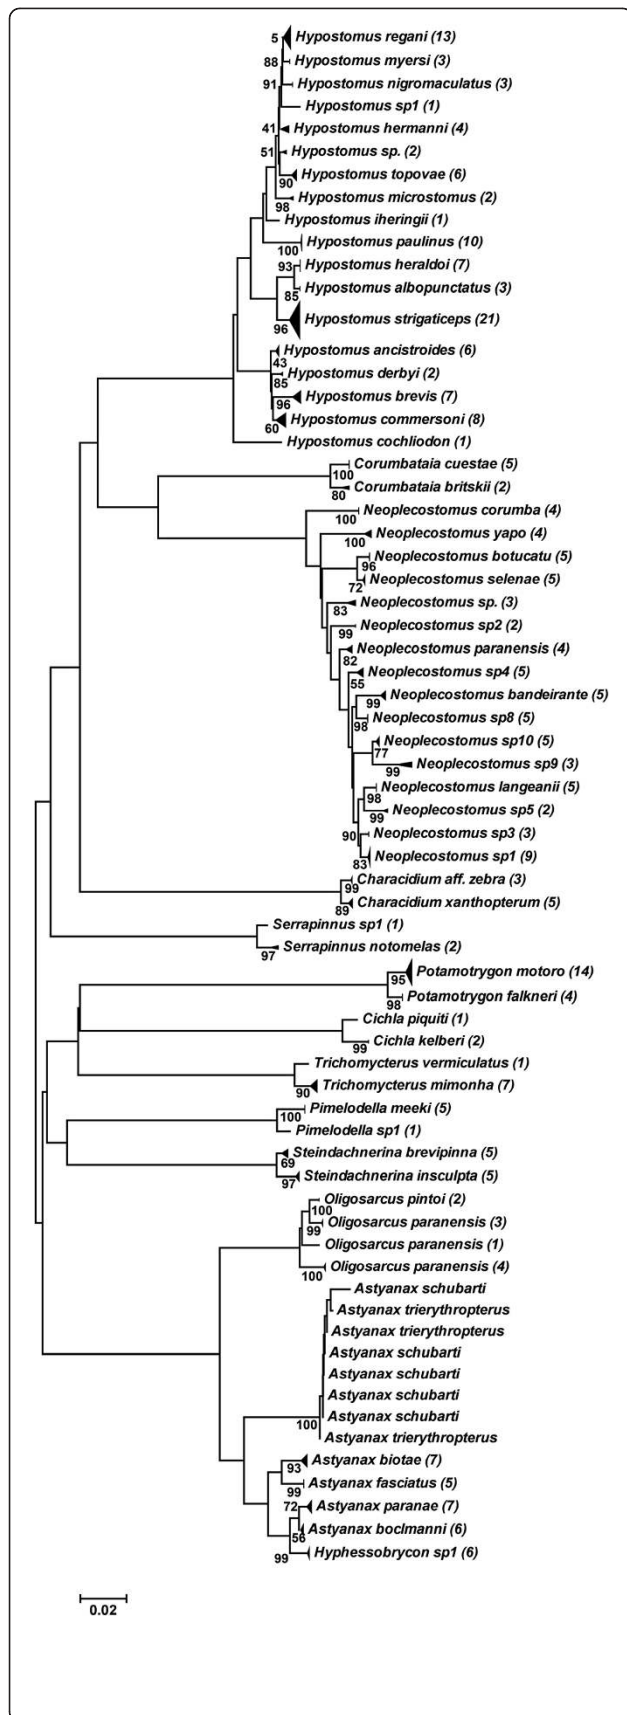 5 Hypostomus regani (13)
88 Hypostomus myersi (3)
91 Hypostomus nigromaculatus (3)
Hypostomus sp1 (1)
41 Hypostomus hermanni (4)
51 Hypostomus sp. (2)
90 Hypostomus topovae (6)
98 Hypostomus microstomus (2)
Hypostomus iheringii (1)
100 Hypostomus paulinus (10)
93 Hypostomus heraldoi (7)
85 Hypostomus albopunctatus (3)
96 Hypostomus strigaticeps (21)
43 Hypostomus ancistroides (6)
85 Hypostomus derbyi (2)
96 Hypostomus brevis (7)
60 Hypostomus commersoni (8)
Hypostomus cochliodon (1)
100 Corumbataia cuestae (5)
80 Corumbataia britskii (2)
100 Neoplecostomus corumba (4)
100 Neoplecostomus yapo (4)
96 Neoplecostomus botucatu (5)
72 Neoplecostomus selenae (5)
83 Neoplecostomus sp. (3)
99 Neoplecostomus sp2 (2)
82 Neoplecostomus paranensis (4)
55 Neoplecostomus sp4 (5)
99 Neoplecostomus bandeirante (5)
98 Neoplecostomus sp8 (5)
77 Neoplecostomus sp10 (5)
99 Neoplecostomus sp9 (3)
98 Neoplecostomus langeanii (5)
99 Neoplecostomus sp5 (2)
90 Neoplecostomus sp3 (3)
83 Neoplecostomus sp1 (9)
99 Characidium aff. zebra (3)
89 Characidium xanthopterum (5)
Serrapinnus sp1 (1)
97 Serrapinnus notomelas (2)
95 Potamotrygon motoro (14)
98 Potamotrygon falkneri (4)
Cichla piquiti (1)
99 Cichla kelberi (2)
Trichomycterus vermiculatus (1)
90 Trichomycterus mimonha (7)
100 Pimelodella meeki (5)
Pimelodella sp1 (1)
69 Steindachnerina brevipinna (5)
97 Steindachnerina insculpta (5)
100 Oligosarcus pintoi (2)
99 Oligosarcus paranensis (3)
Oligosarcus paranensis (1)
100 Oligosarcus paranensis (4)
Astyanax schubarti
Astyanax trierythropterus
Astyanax trierythropterus
Astyanax schubarti
Astyanax schubarti
Astyanax schubarti
100 Astyanax schubarti
Astyanax trierythropterus
93 Astyanax biotae (7)
99 Astyanax fasciatus (5)
72 Astyanax paranae (7)
56 Astyanax boclmanni (6)
99 Hyphessobrycon sp1 (6)
0.02